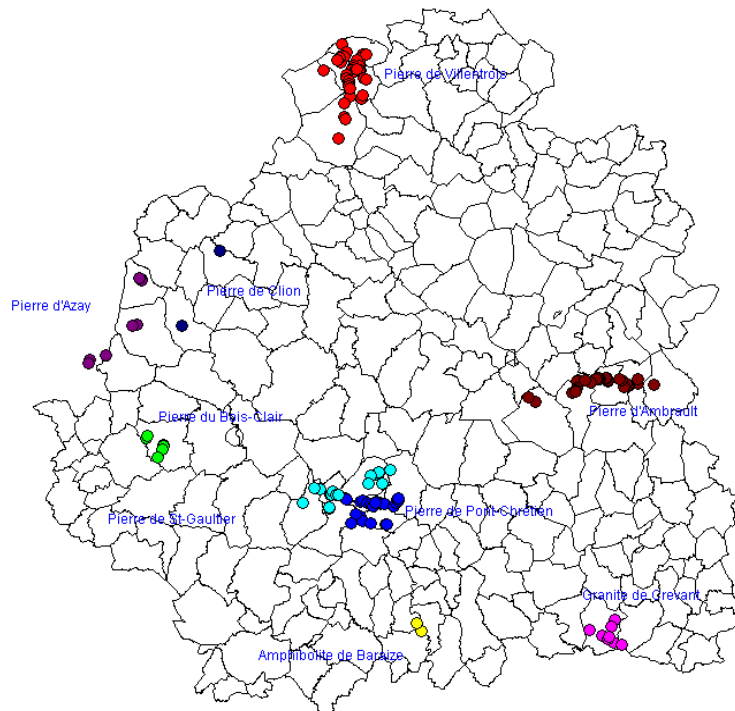 Pierre de Villentrois
Pierre de Clion
Pierre d'Azay
Pierre d'Ambrault
Pierre du Bois-Clair
Pierre de Pont-Chrétien
Pierre de St-Gaultier
Granite de Crevant
Amphibolite de Baraize